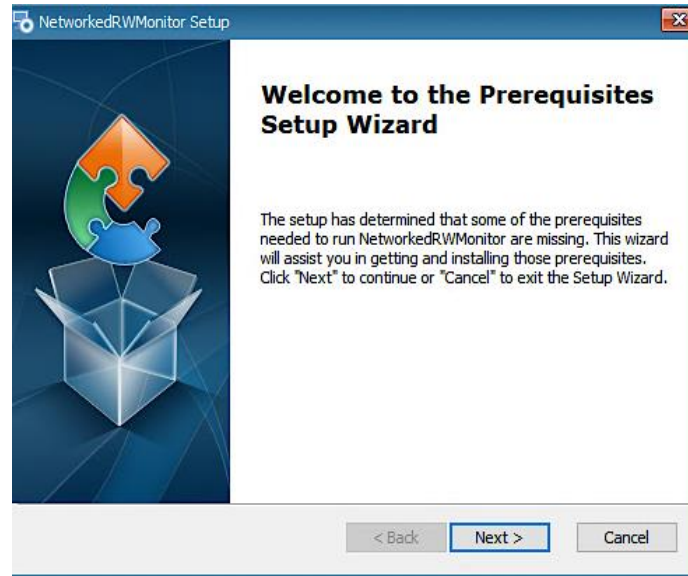 NetworkedRWMonitor Setup
Welcome to the Prerequisites
Setup Wizard
The setup has determined that some of the prerequisites
needed to run NetworkedRWMonitor are missing. This wizard
will assist you in getting and installing those prerequisites.
Click "Next" to continue or "Cancel" to exit the Setup Wizard.
< Back Next > Cancel